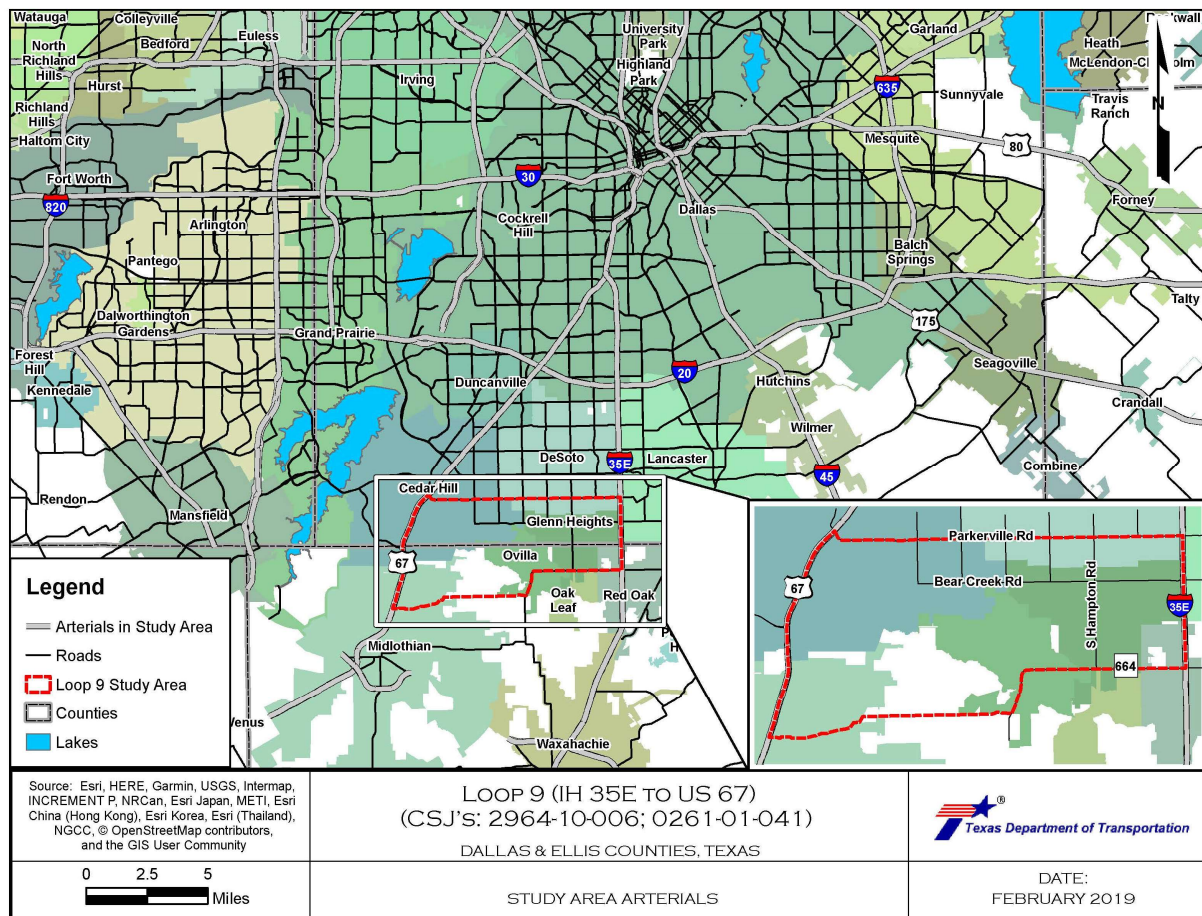 Watauga
Colleyville
North
Richland
Hills
Bedford
Euless
Hurst
Richland
Hills
Haltom City
Irving
University
Park
Highland
Park
Garland
635
Sunnyvale
Heath
McLendon-Ch
olm
Travis
Ranch
N
Mesquite
80
Fort Worth
820
30
Arlington
Cockrell
Hill
Dallas
Forney
Pantego
Balch
Springs
Talty
Dalworthington
Gardens
Grand Prairie
175
Forest
Hill
Kennedale
Seagoville
Duncanville
20
Hutchins
Crandall
Wilmer
DeSoto
35E
Lancaster
45
Combine
Rendon
Mansfield
Cedar Hill
Glenn Heights
Ovilla
67
Oak
Leaf
Red Oak
Midlothian
Venus
Waxahachie
Parkerville Rd
Bear Creek Rd
67
S Hampton Rd
35E
664
Legend
Arterials in Study Area
Roads
Loop 9 Study Area
Counties
Lakes
Source: Esri, HERE, Garmin, USGS, Intermap,
INCREMENT P, NRCan, Esri Japan, METI, Esri
China (Hong Kong), Esri Korea, Esri (Thailand),
NGCC, © OpenStreetMap contributors,
and the GIS User Community
0 2.5 5
Miles
LOOP 9 (IH 35E TO US 67)
(CSJ'S: 2964-10-006; 0261-01-041)
DALLAS & ELLIS COUNTIES, TEXAS
STUDY AREA ARTERIALS
®
Texas Department of Transportation
DATE:
FEBRUARY 2019